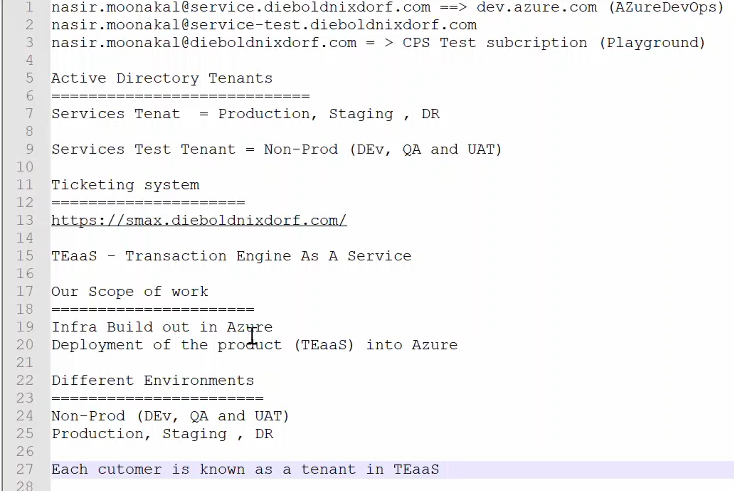 1 nasir.moonakal@service.dieboldnixdorf.com ==> dev.azure.com (AZureDevOps)
2 nasir.moonakal@service-test.dieboldnixdorf.com
3 nasir.moonakal@dieboldnixdorf.com = > CPS Test subcription (Playground)
4
5 Active Directory Tenants
6 ============================
7 Services Tenat  = Production, Staging , DR
8
9 Services Test Tenant = Non-Prod (DEv, QA and UAT)
10
11 Ticketing system
12 =====================
13 https://smax.dieboldnixdorf.com/
14
15 TEaaS - Transaction Engine As A Service
16
17 Our Scope of work
18 ======================
19 Infra Build out in Azure
20 Deployment of the product (TEaaS) into Azure
21
22 Different Environments
23 =======================
24 Non-Prod (DEv, QA and UAT)
25 Production, Staging , DR
26
27 Each cutomer is known as a tenant in TEaaS
28